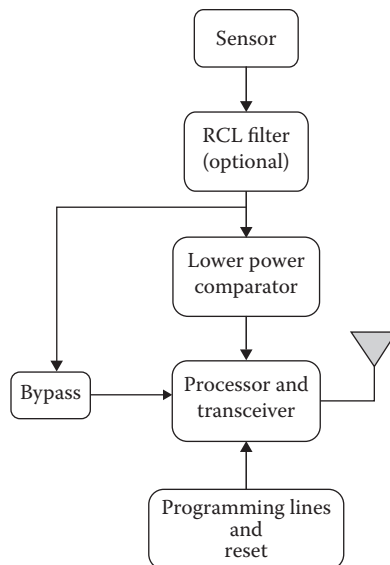 Sensor
RCL filter
(optional)
Lower power
comparator
Bypass
Processor and
transceiver
Programming lines
and
reset